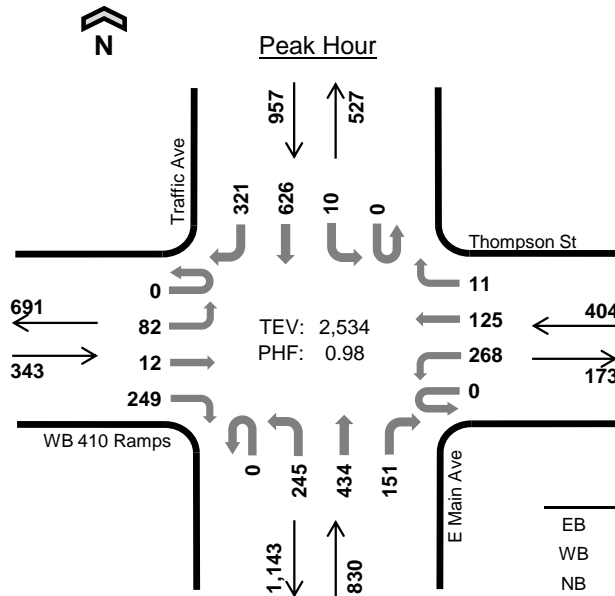 N
Peak Hour
957
527
Traffic Ave
321
626
10
0
Thompson St
0
82
12
249
11
125
268
0
TEV: 2,534
PHF: 0.98
691
343
404
173
WB 410 Ramps
0
245
434
151
E Main Ave
1,143
830
EB
WB
NB